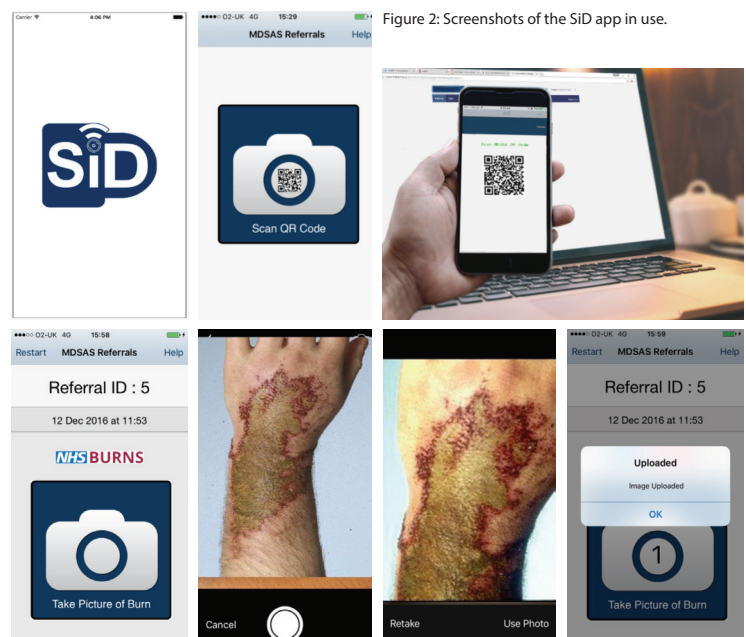 Figure 2: Screenshots of the SiD app in use.
Carrier 4:06 PM
SiD
O2-UK 4G 15:29
MDSAS Referrals Help
Scan QR Code
Scan MDSAS QR Code
O2-UK 4G 15:58
Restart MDSAS Referrals Help
Referral ID : 5
12 Dec 2016 at 11:53
NHS BURNS
Take Picture of Burn
Cancel
Retake Use Photo
O2-UK 4G 15:59
Restart MDSAS Referrals Help
Referral ID : 5
12 Dec 2016 at 11:53
Uploaded
Image Uploaded
OK
1
Take Picture of Burn